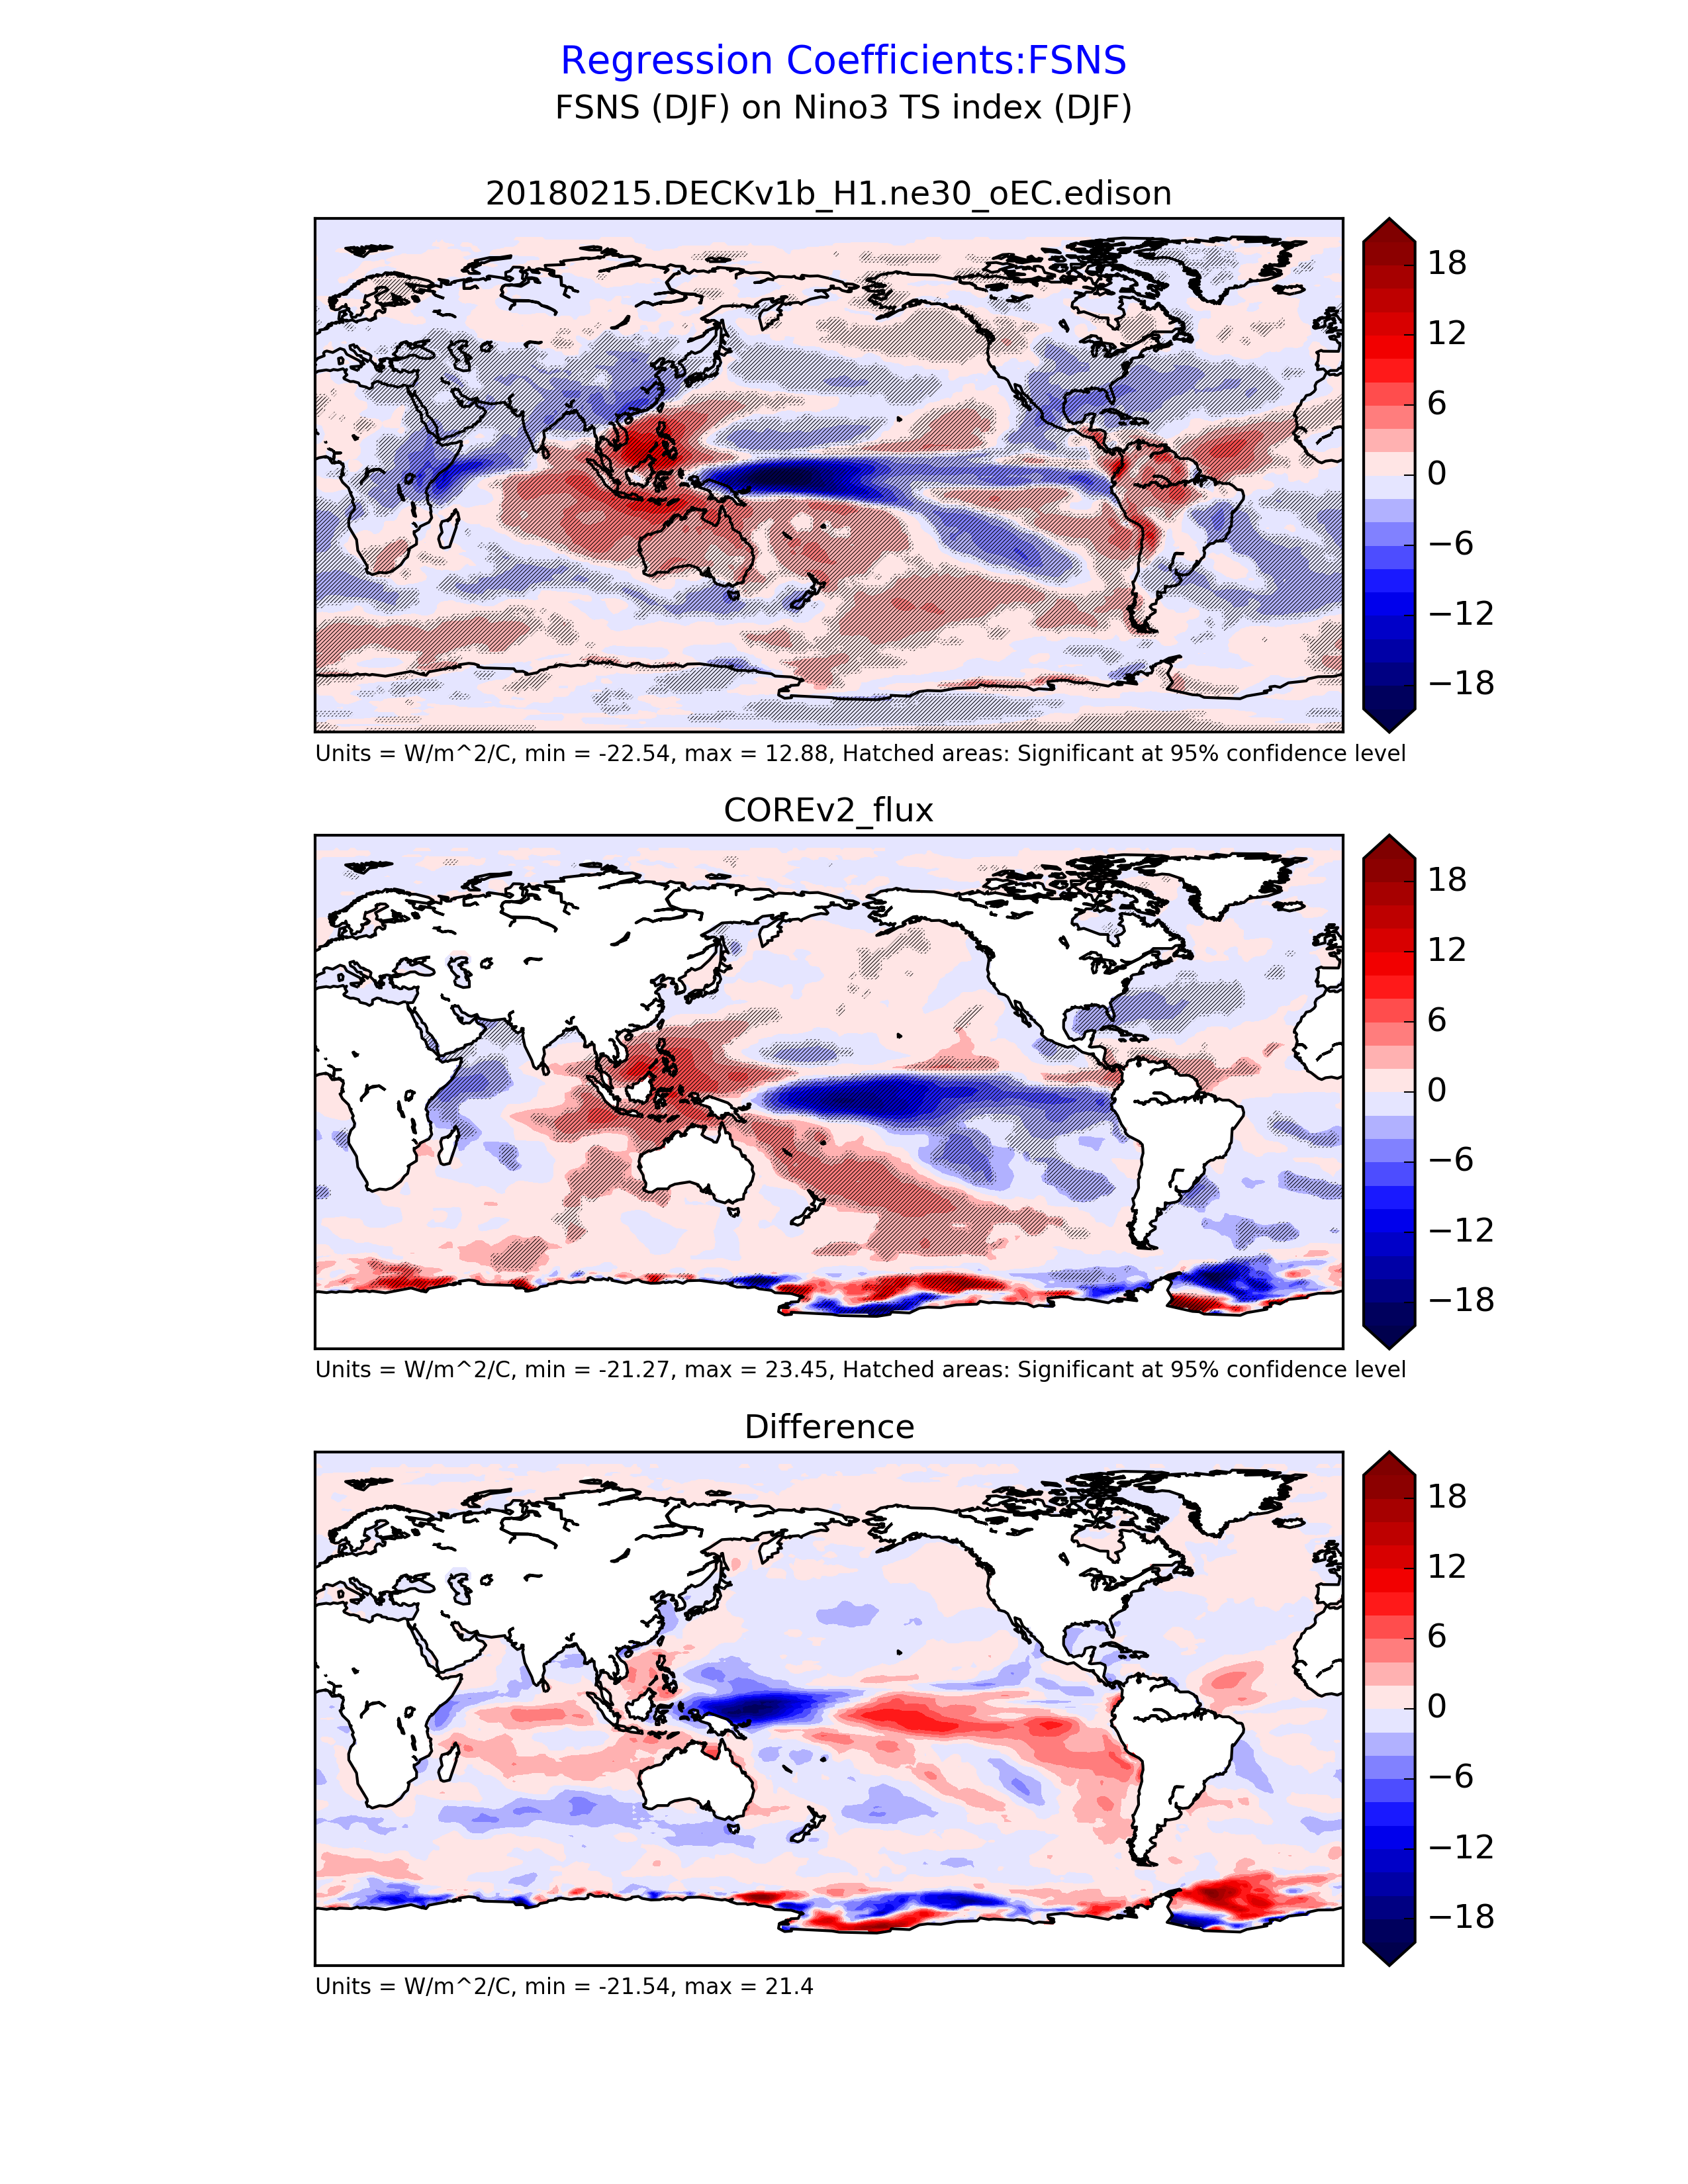 Regression Coefficients:FSNS
FSNS (DJF) on Nino3 TS index (DJF)
20180215.DECKv1b_H1.ne30_oEC.edison
18
12
6
0
−6
−12
−18
Units = W/m^2/C, min = -22.54, max = 12.88, Hatched areas: Significant at 95% confidence level
COREv2_flux
18
12
6
0
−6
−12
−18
Units = W/m^2/C, min = -21.27, max = 23.45, Hatched areas: Significant at 95% confidence level
Difference
18
12
6
0
−6
−12
−18
Units = W/m^2/C, min = -21.54, max = 21.4